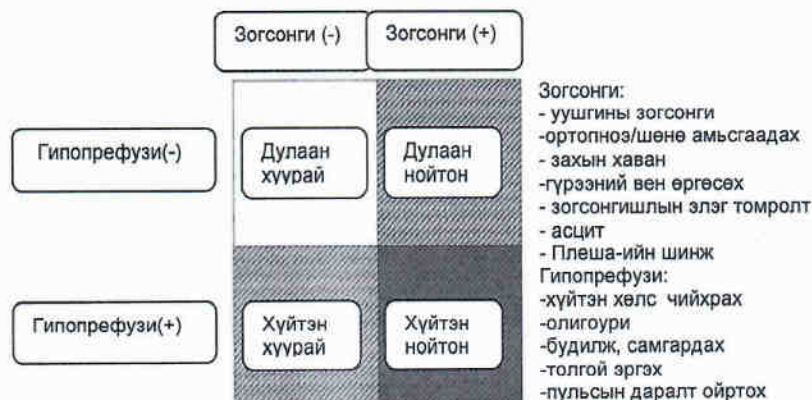 Зогсонги (-)
Зогсонги (+)
Гипопрефузи(-)
Дулаан
хуурай
Дулаан
нойтон
Гипопрефузи(+)
Хүйтэн
хуурай
Хүйтэн
нойтон
Зогсонги:
- уушгины зогсонги
-ортопноэ/шөнө амьсгаадах
- захын хаван
-гүрээний вен өргөсөх
- зогсонгишлын элэг томролт
- асцит
- Плеша-ийн шинж
Гипопрефузи:
-хүйтэн хөлс чийхрах
-олигоури
-будилж, самгардах
-толгой эргэх
-пульсын даралт ойртох